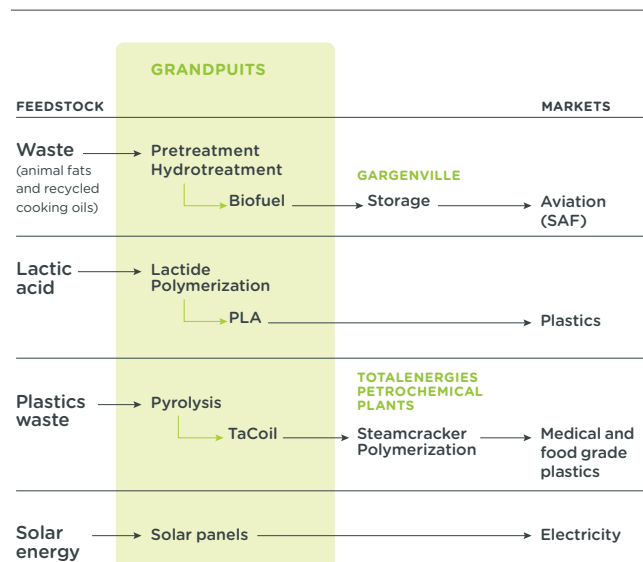 GRANDPUITS
FEEDSTOCK
MARKETS
Waste
(animal fats
and recycled
cooking oils)
Pretreatment
Hydrotreatment
Biofuel
GARGENVILLE
Storage
Aviation
(SAF)
Lactic
acid
Lactide
Polymerization
PLA
Plastics
Plastics
waste
Pyrolysis
TaCoil
TOTALENERGIES
PETROCHEMICAL
PLANTS
Steamcracker
Polymerization
Medical and
food grade
plastics
Solar
energy
Solar panels
Electricity